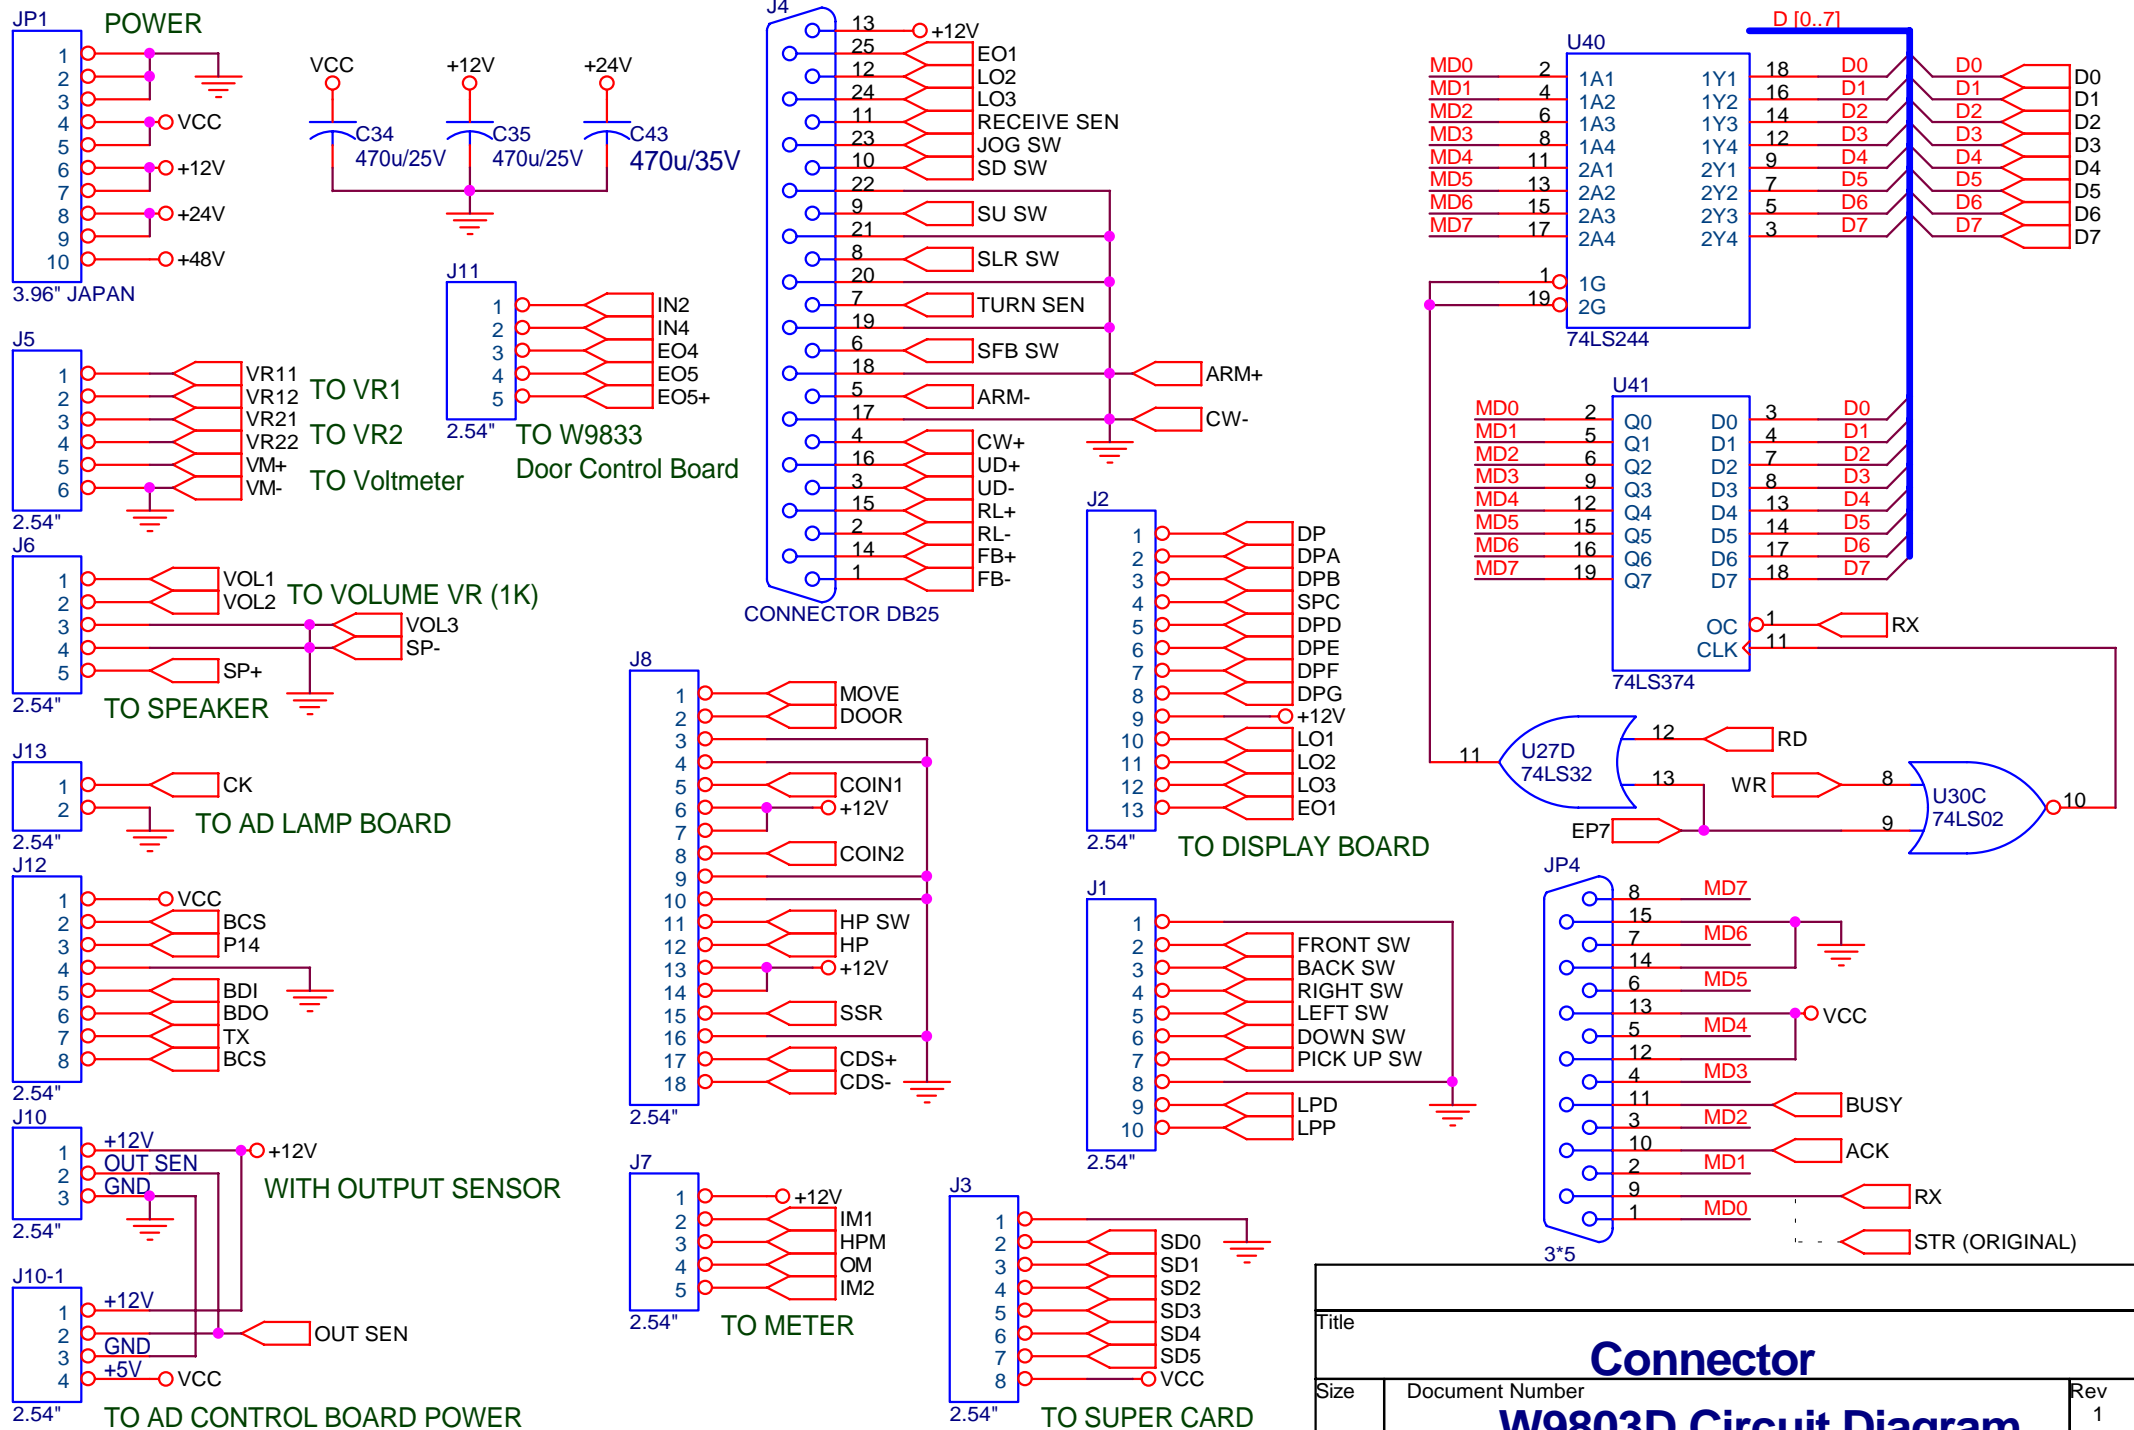 JP1
POWER
1
2
3
4
5
6
7
8
9
10
VCC
+12V
+24V
+48V
3.96" JAPAN
VCC
+12V
+24V
C34
470u/25V
C35
470u/25V
C43
470u/35V
J5
1 VR11
2 VR12
3 VR21
4 VR22
5 VM+
6 VM-
TO VR1
TO VR2
TO Voltmeter
2.54"
J11
1 IN2
2 IN4
3 EO4
4 EO5
5 EO5+
2.54"
TO W9833
Door Control Board
J6
1 VOL1
2 VOL2
3 VOL3
4 SP-
5 SP+
TO VOLUME VR (1K)
2.54"
TO SPEAKER
J13
1 CK
2
TO AD LAMP BOARD
2.54"
J12
1 VCC
2 BCS
3 P14
4
5 BDI
6 BDO
7 TX
8 BCS
2.54"
J10
1 +12V +12V
2 OUT SEN
3 GND
WITH OUTPUT SENSOR
2.54"
J10-1
1 +12V
2 OUT SEN
3 GND
4 +5V VCC
2.54"
TO AD CONTROL BOARD POWER
J4
13 +12V
25 EO1
12 LO2
24 LO3
11 RECEIVE SEN
23 JOG SW
10 SD SW
22
9 SU SW
21
8 SLR SW
20
7 TURN SEN
19
6 SFB SW
18 ARM+
5 ARM-
17 CW-
4 CW+
16 UD+
3 UD-
15 RL+
2 RL-
14 FB+
1 FB-
CONNECTOR DB25
J8
1 MOVE
2 DOOR
3
4
5 COIN1
6 +12V
7
8 COIN2
9
10
11 HP SW
12 HP
13 +12V
14
15 SSR
16
17 CDS+
18 CDS-
2.54"
J7
1 +12V
2 IM1
3 HPM
4 OM
5 IM2
2.54"
TO METER
J2
1 DP
2 DPA
3 DPB
4 SPC
5 DPD
6 DPE
7 DPF
8 DPG
9 +12V
10 LO1
11 LO2
12 LO3
13 EO1
2.54"
TO DISPLAY BOARD
J1
1
2 FRONT SW
3 BACK SW
4 RIGHT SW
5 LEFT SW
6 DOWN SW
7 PICK UP SW
8
9 LPD
10 LPP
2.54"
J3
1
2 SD0
3 SD1
4 SD2
5 SD3
6 SD4
7 SD5
8 VCC
2.54"
TO SUPER CARD
D [0..7]
U40
MD0 2 1A1 1Y1 18 D0 D0 D0
MD1 4 1A2 1Y2 16 D1 D1 D1
MD2 6 1A3 1Y3 14 D2 D2 D2
MD3 8 1A4 1Y4 12 D3 D3 D3
MD4 11 2A1 2Y1 9 D4 D4 D4
MD5 13 2A2 2Y2 7 D5 D5 D5
MD6 15 2A3 2Y3 5 D6 D6 D6
MD7 17 2A4 2Y4 3 D7 D7 D7
1 1G
19 2G
74LS244
U41
MD0 2 Q0 D0 3 D0
MD1 5 Q1 D1 4 D1
MD2 6 Q2 D2 7 D2
MD3 9 Q3 D3 8 D3
MD4 12 Q4 D4 13 D4
MD5 15 Q5 D5 14 D5
MD6 16 Q6 D6 17 D6
MD7 19 Q7 D7 18 D7
OC 1 RX
CLK 11
74LS374
11 U27D 74LS32 12 RD
13
WR 8 U30C 74LS02 10
EP7 9
JP4
8 MD7
15
7 MD6
14
6 MD5
13 VCC
5 MD4
12
4 MD3
11 BUSY
3 MD2
10 ACK
2 MD1
9 RX
1 MD0
STR (ORIGINAL)
3*5
Title
Connector
Size
Document Number
Rev
W9803D Circuit Diagram
1